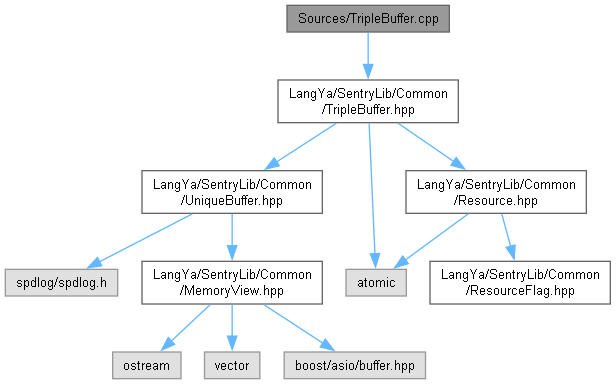 Sources/TripleBuffer.cpp
LangYa/SentryLib/Common
/TripleBuffer.hpp
LangYa/SentryLib/Common
/UniqueBuffer.hpp
LangYa/SentryLib/Common
/Resource.hpp
spdlog/spdlog.h
LangYa/SentryLib/Common
/MemoryView.hpp
atomic
LangYa/SentryLib/Common
/ResourceFlag.hpp
ostream
vector
boost/asio/buffer.hpp